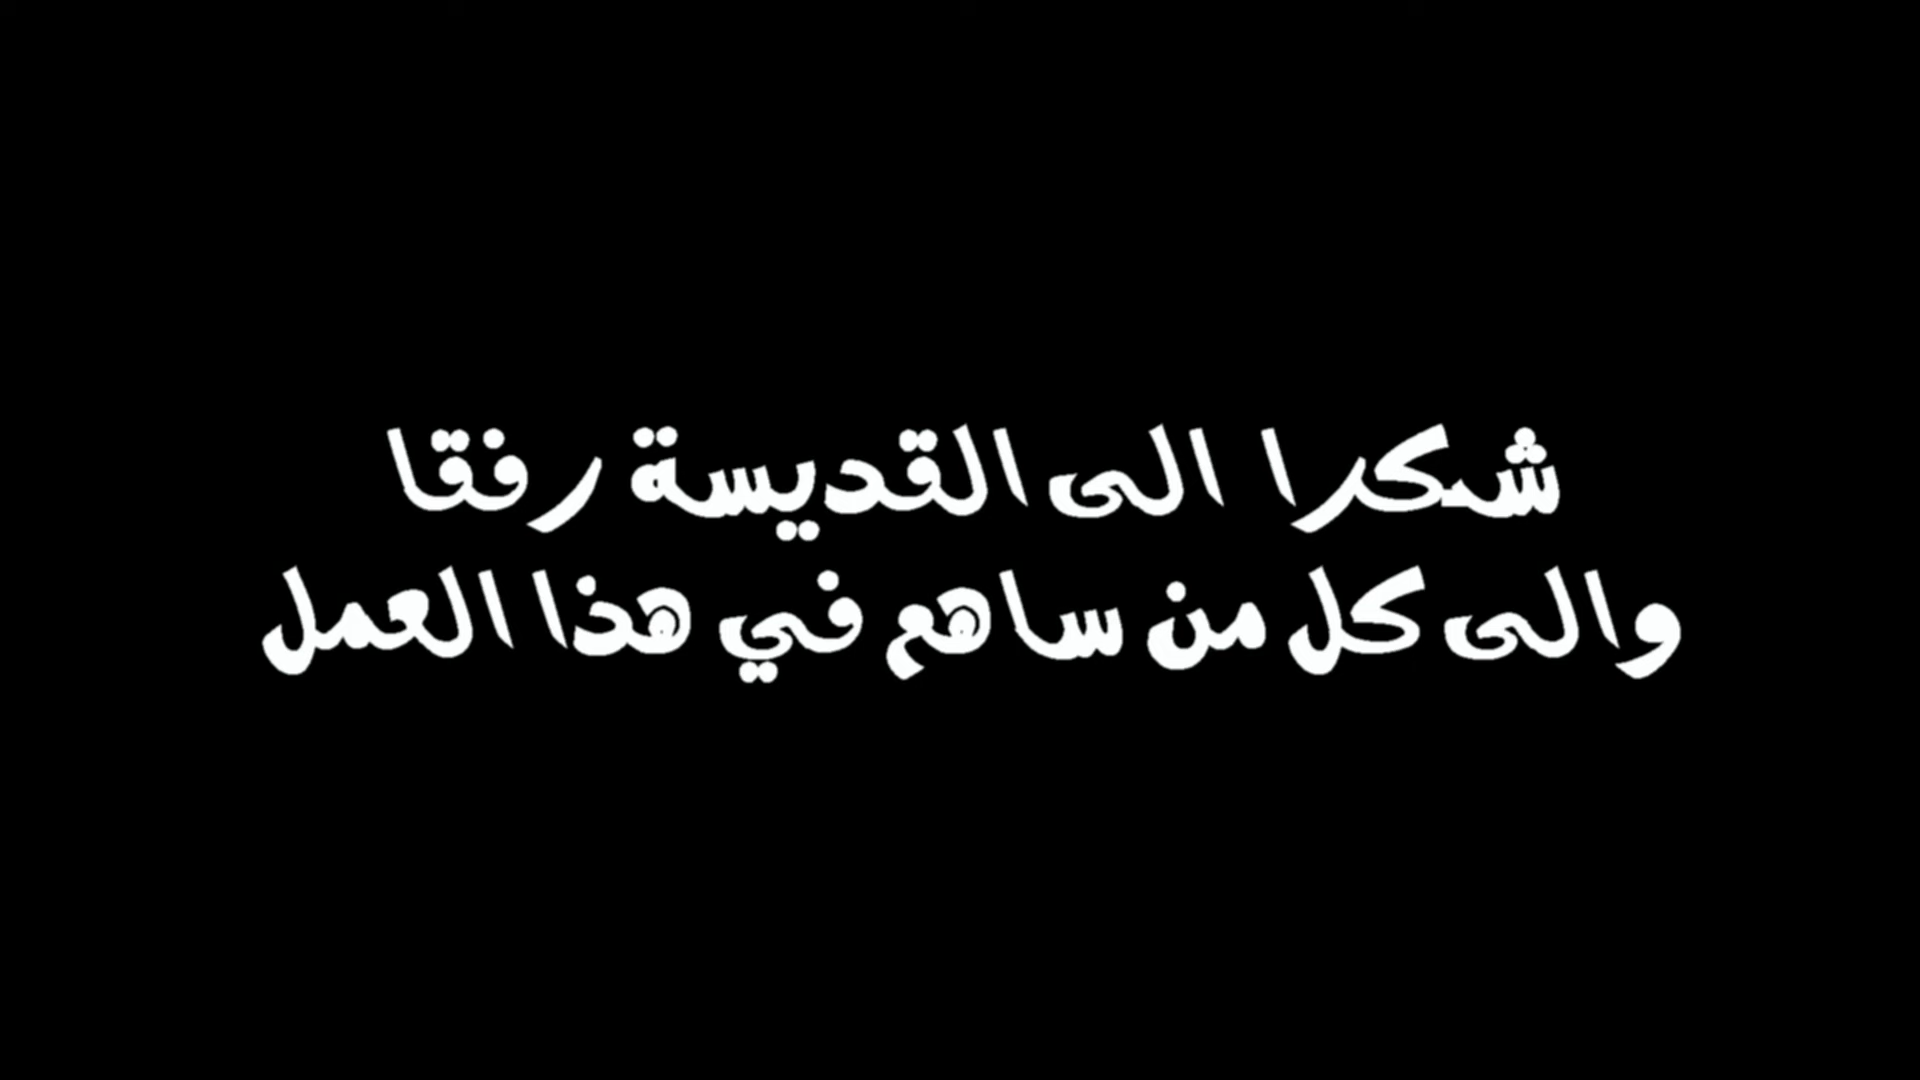 شكرا الى القديسة رفقا
والى كل من ساهم في هذا العمل